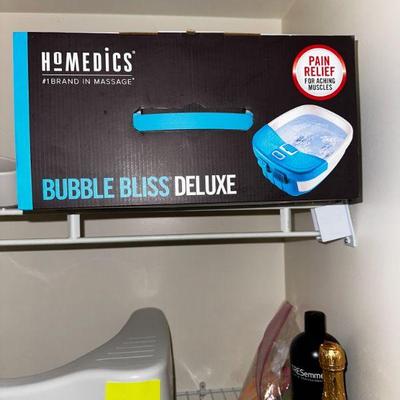 HOMEDICS®
#1 BRAND IN MASSAGE*
PAIN
RELIEF
FOR ACHING
MUSCLES
BUBBLE BLISS® DELUXE